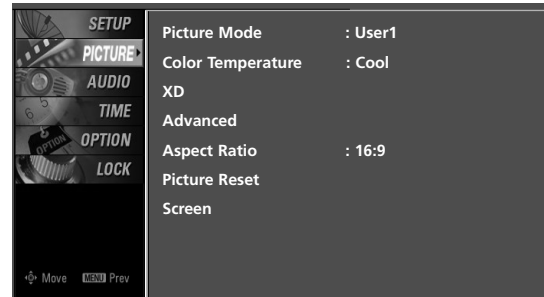 SETUP
PICTURE
AUDIO
TIME
OPTION
LOCK
Move MENU Prev
Picture Mode : User1
Color Temperature : Cool
XD
Advanced
Aspect Ratio : 16:9
Picture Reset
Screen